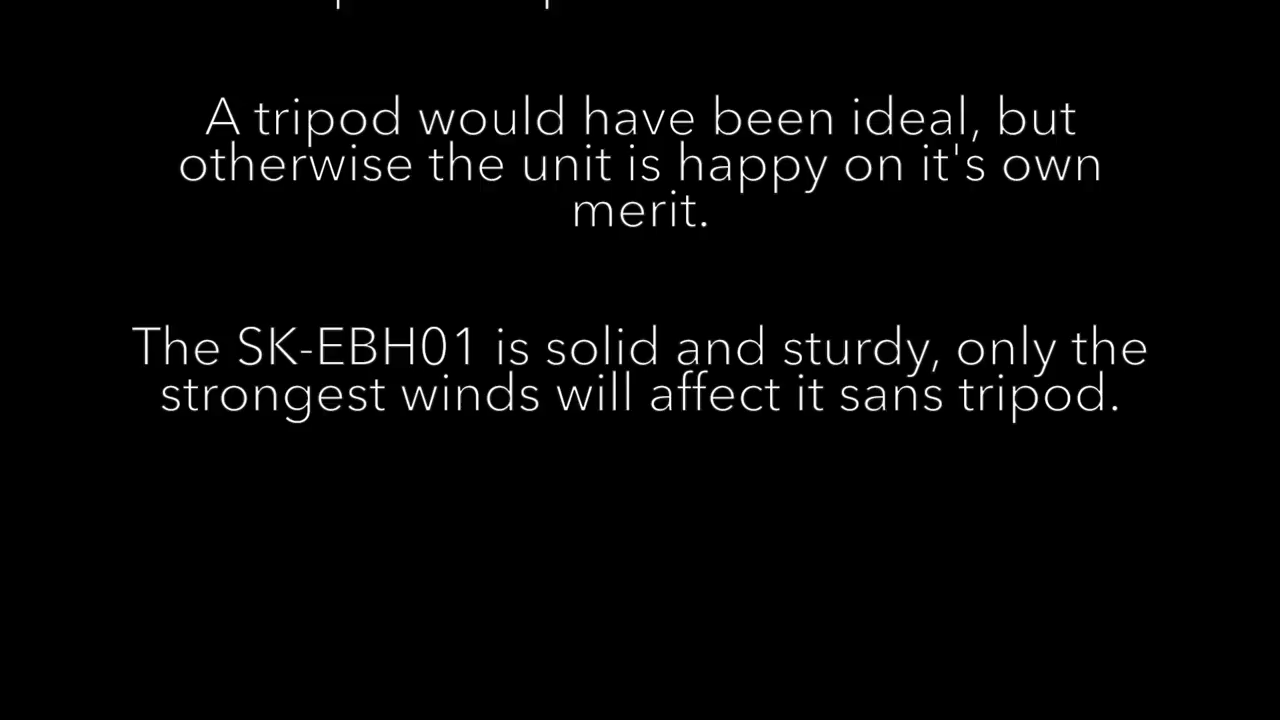 A tripod would have been ideal, but
otherwise the unit is happy on it's own
merit.
The SK-EBH01 is solid and sturdy, only the
strongest winds will affect it sans tripod.